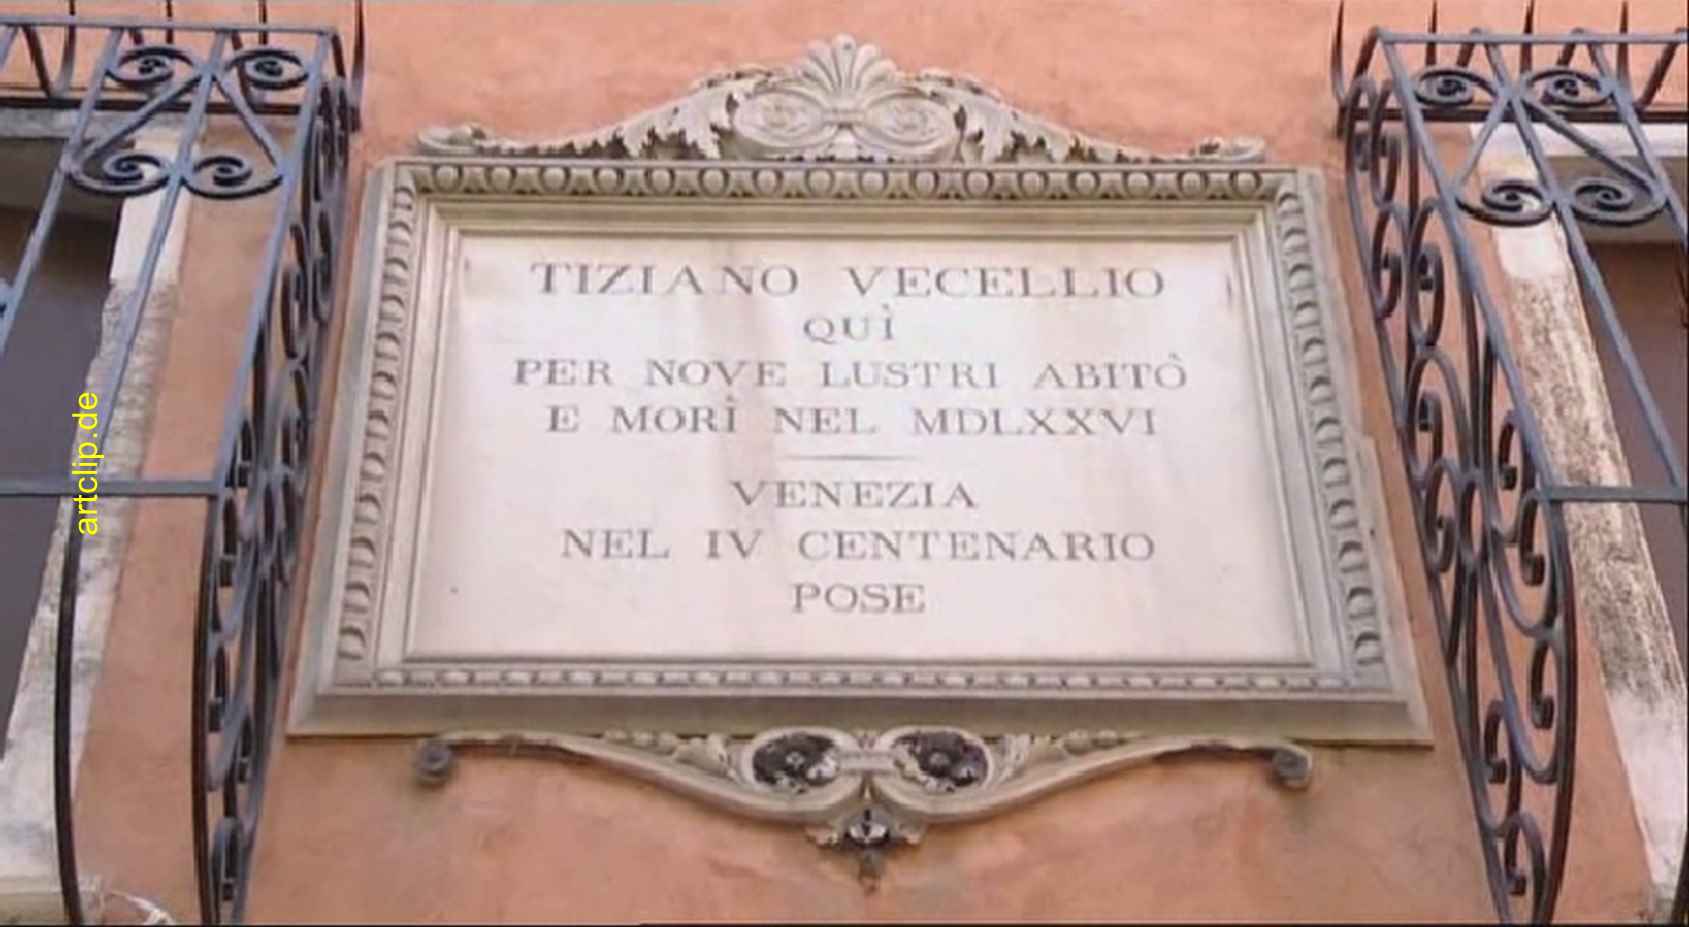 TIZIANO VECELLIO
QUÌ
PER NOVE LUSTRI ABITÒ
E MORÌ NEL MDLXXVI
VENEZIA
NEL IV CENTENARIO
POSE
artclip.de